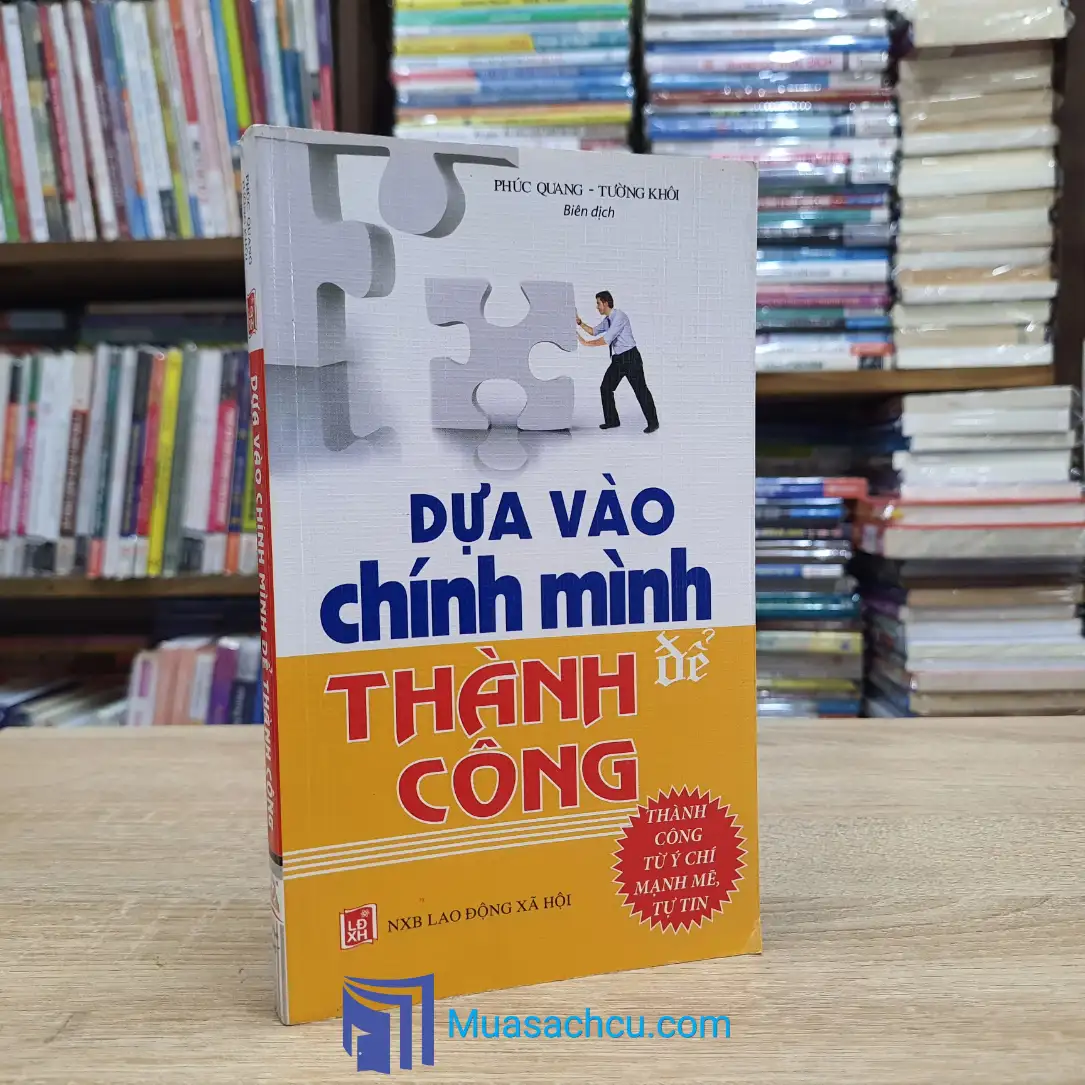 PHÚC QUANG - TƯỜNG KHÔI
Biên dịch
DỰA VÀO
chính mình
để
THÀNH
CÔNG
THÀNH
CÔNG
TỪ Ý CHÍ
MẠNH MẼ,
TỰ TIN
LĐ
XH
NXB LAO ĐỘNG XÃ HỘI
DỰA VÀO CHÍNH MÌNH ĐỂ THÀNH CÔNG
Muasachcu.com